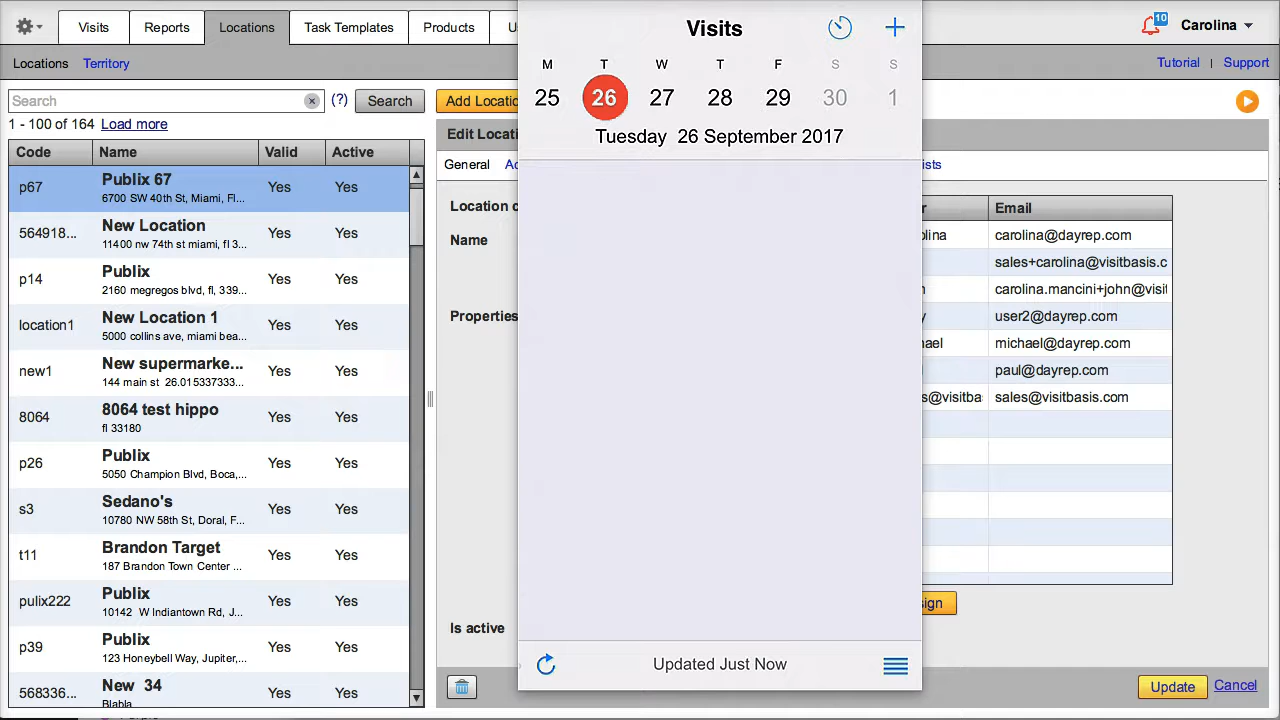 Visits Reports Locations Task Templates Products U
10 Carolina
Locations Territory Tutorial | Support
Search (?) Search
1 - 100 of 164 Load more
Code Name Valid Active
p67 Publix 67 Yes Yes
6700 SW 40th St, Miami, Fl...
564918... New Location Yes Yes
11400 nw 74th st miami, fl 3...
p14 Publix Yes Yes
2160 megregos blvd, fl, 339...
location1 New Location 1 Yes Yes
5000 collins ave, miami bea...
new1 New supermarke... Yes Yes
144 main st 26.015337333...
8064 8064 test hippo Yes Yes
fl 33180
p26 Publix Yes Yes
5050 Champion Blvd, Boca,...
s3 Sedano's Yes Yes
10780 NW 58th St, Doral, F...
t11 Brandon Target Yes Yes
187 Brandon Town Center ...
pulix222 Publix Yes Yes
10142 W Indiantown Rd, J...
p39 Publix Yes Yes
123 Honeybell Way, Jupiter,...
568336... New 34 Yes Yes
Blabla
Add Locatio
Edit Locati
General Ad
Location c
Name
Properties
Is active
Visits
M T W T F S S
25 26 27 28 29 30 1
Tuesday 26 September 2017
Updated Just Now
ists
r Email
lina carolina@dayrep.com
sales+carolina@visitbasis.c
n carolina.mancini+john@visit
y user2@dayrep.com
nael michael@dayrep.com
l paul@dayrep.com
s@visitba sales@visitbasis.com
ign
Update Cancel